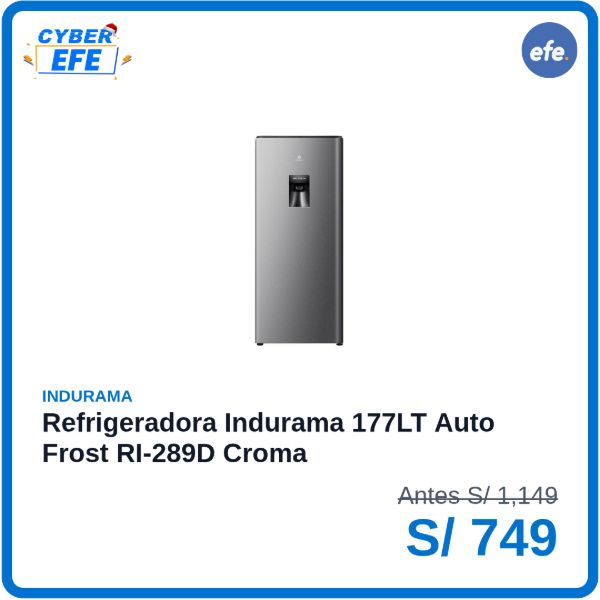 CYBER
EFE
efe.
INDURAMA
Refrigeradora Indurama 177LT Auto
Frost RI-289D Croma
Antes S/ 1,149
S/ 749